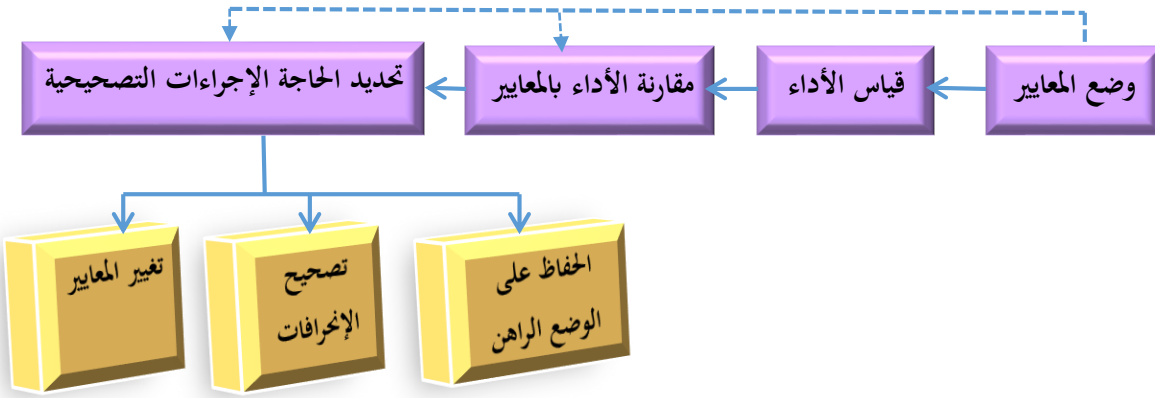 وضع المعايير
قياس الأداء
مقارنة الأداء بالمعايير
تحديد الحاجة الإجراءات التصحيحية
الحفاظ على
الوضع الراهن
تصحيح
الإنحرافات
تغيير المعايير